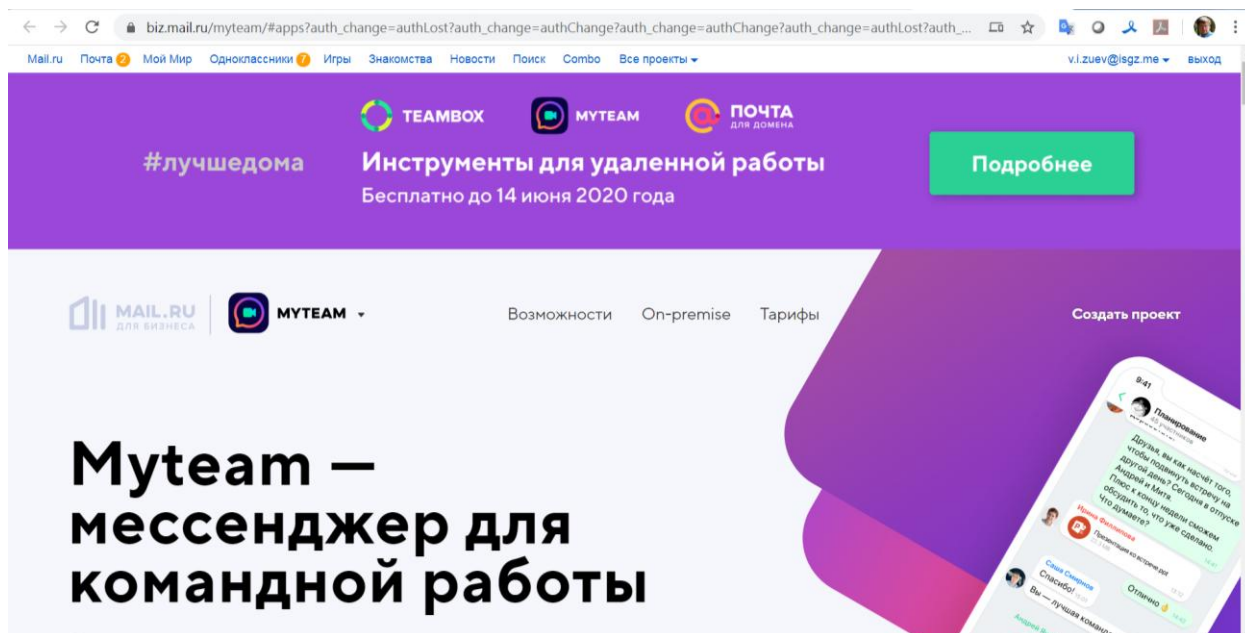 biz.mail.ru/myteam/#apps?auth_change=authLost?auth_change=authChange?auth_change=authChange?auth_change=authLost?auth_...
Mail.ru Почта 2 Мой Мир Одноклассники 7 Игры Знакомства Новости Поиск Combo Все проекты v.i.zuev@isgz.me выход
TEAMBOX MYTEAM ПОЧТА
ДЛЯ ДОМЕНА
#лучшедома Инструменты для удаленной работы Подробнее
Бесплатно до 14 июня 2020 года
MAIL.RU
ДЛЯ БИЗНЕСА
MYTEAM Возможности On-premise Тарифы Создать проект
Myteam —
мессенджер для
командной работы
9:41
Планирование
45 участников
Друзья, вы как насчёт того,
чтобы подвинуть встречу на
другой день? Сегодня в отпуске
Андрей и Митя.
Плюс к концу недели сможем
обсудить то, что уже сделано.
Что думаете?
Ирина Филиппова
Презентация ко встрече.ppt
Саша Смирнов
Спасибо!
Отлично 👌
Вы — лучшая